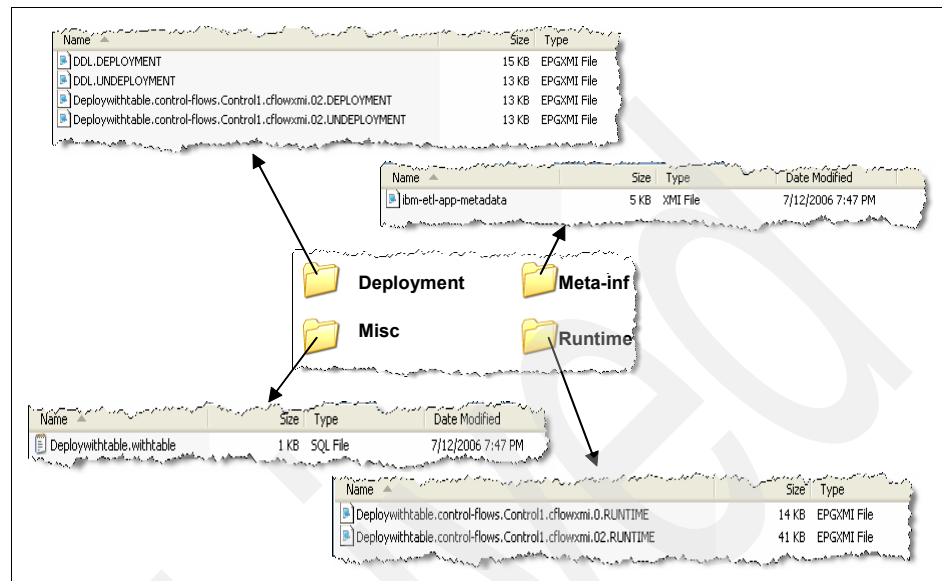 Name Size Type
DDL.DEPLOYMENT 15 KB EPGXMI File
DDL.UNDEPLOYMENT 13 KB EPGXMI File
Deploywithtable.control-flows.Control1.cflowxmi.02.DEPLOYMENT 13 KB EPGXMI File
Deploywithtable.control-flows.Control1.cflowxmi.02.UNDEPLOYMENT 13 KB EPGXMI File
Name Size Type Date Modified
ibm-etl-app-metadata 5 KB XMI File 7/12/2006 7:47 PM
Deployment Meta-inf
Misc Runtime
Name Size Type Date Modified
Deploywithtable.withtable 1 KB SQL File 7/12/2006 7:47 PM
Name Size Type
Deploywithtable.control-flows.Control1.cflowxmi.0.RUNTIME 14 KB EPGXMI File
Deploywithtable.control-flows.Control1.cflowxmi.02.RUNTIME 41 KB EPGXMI File